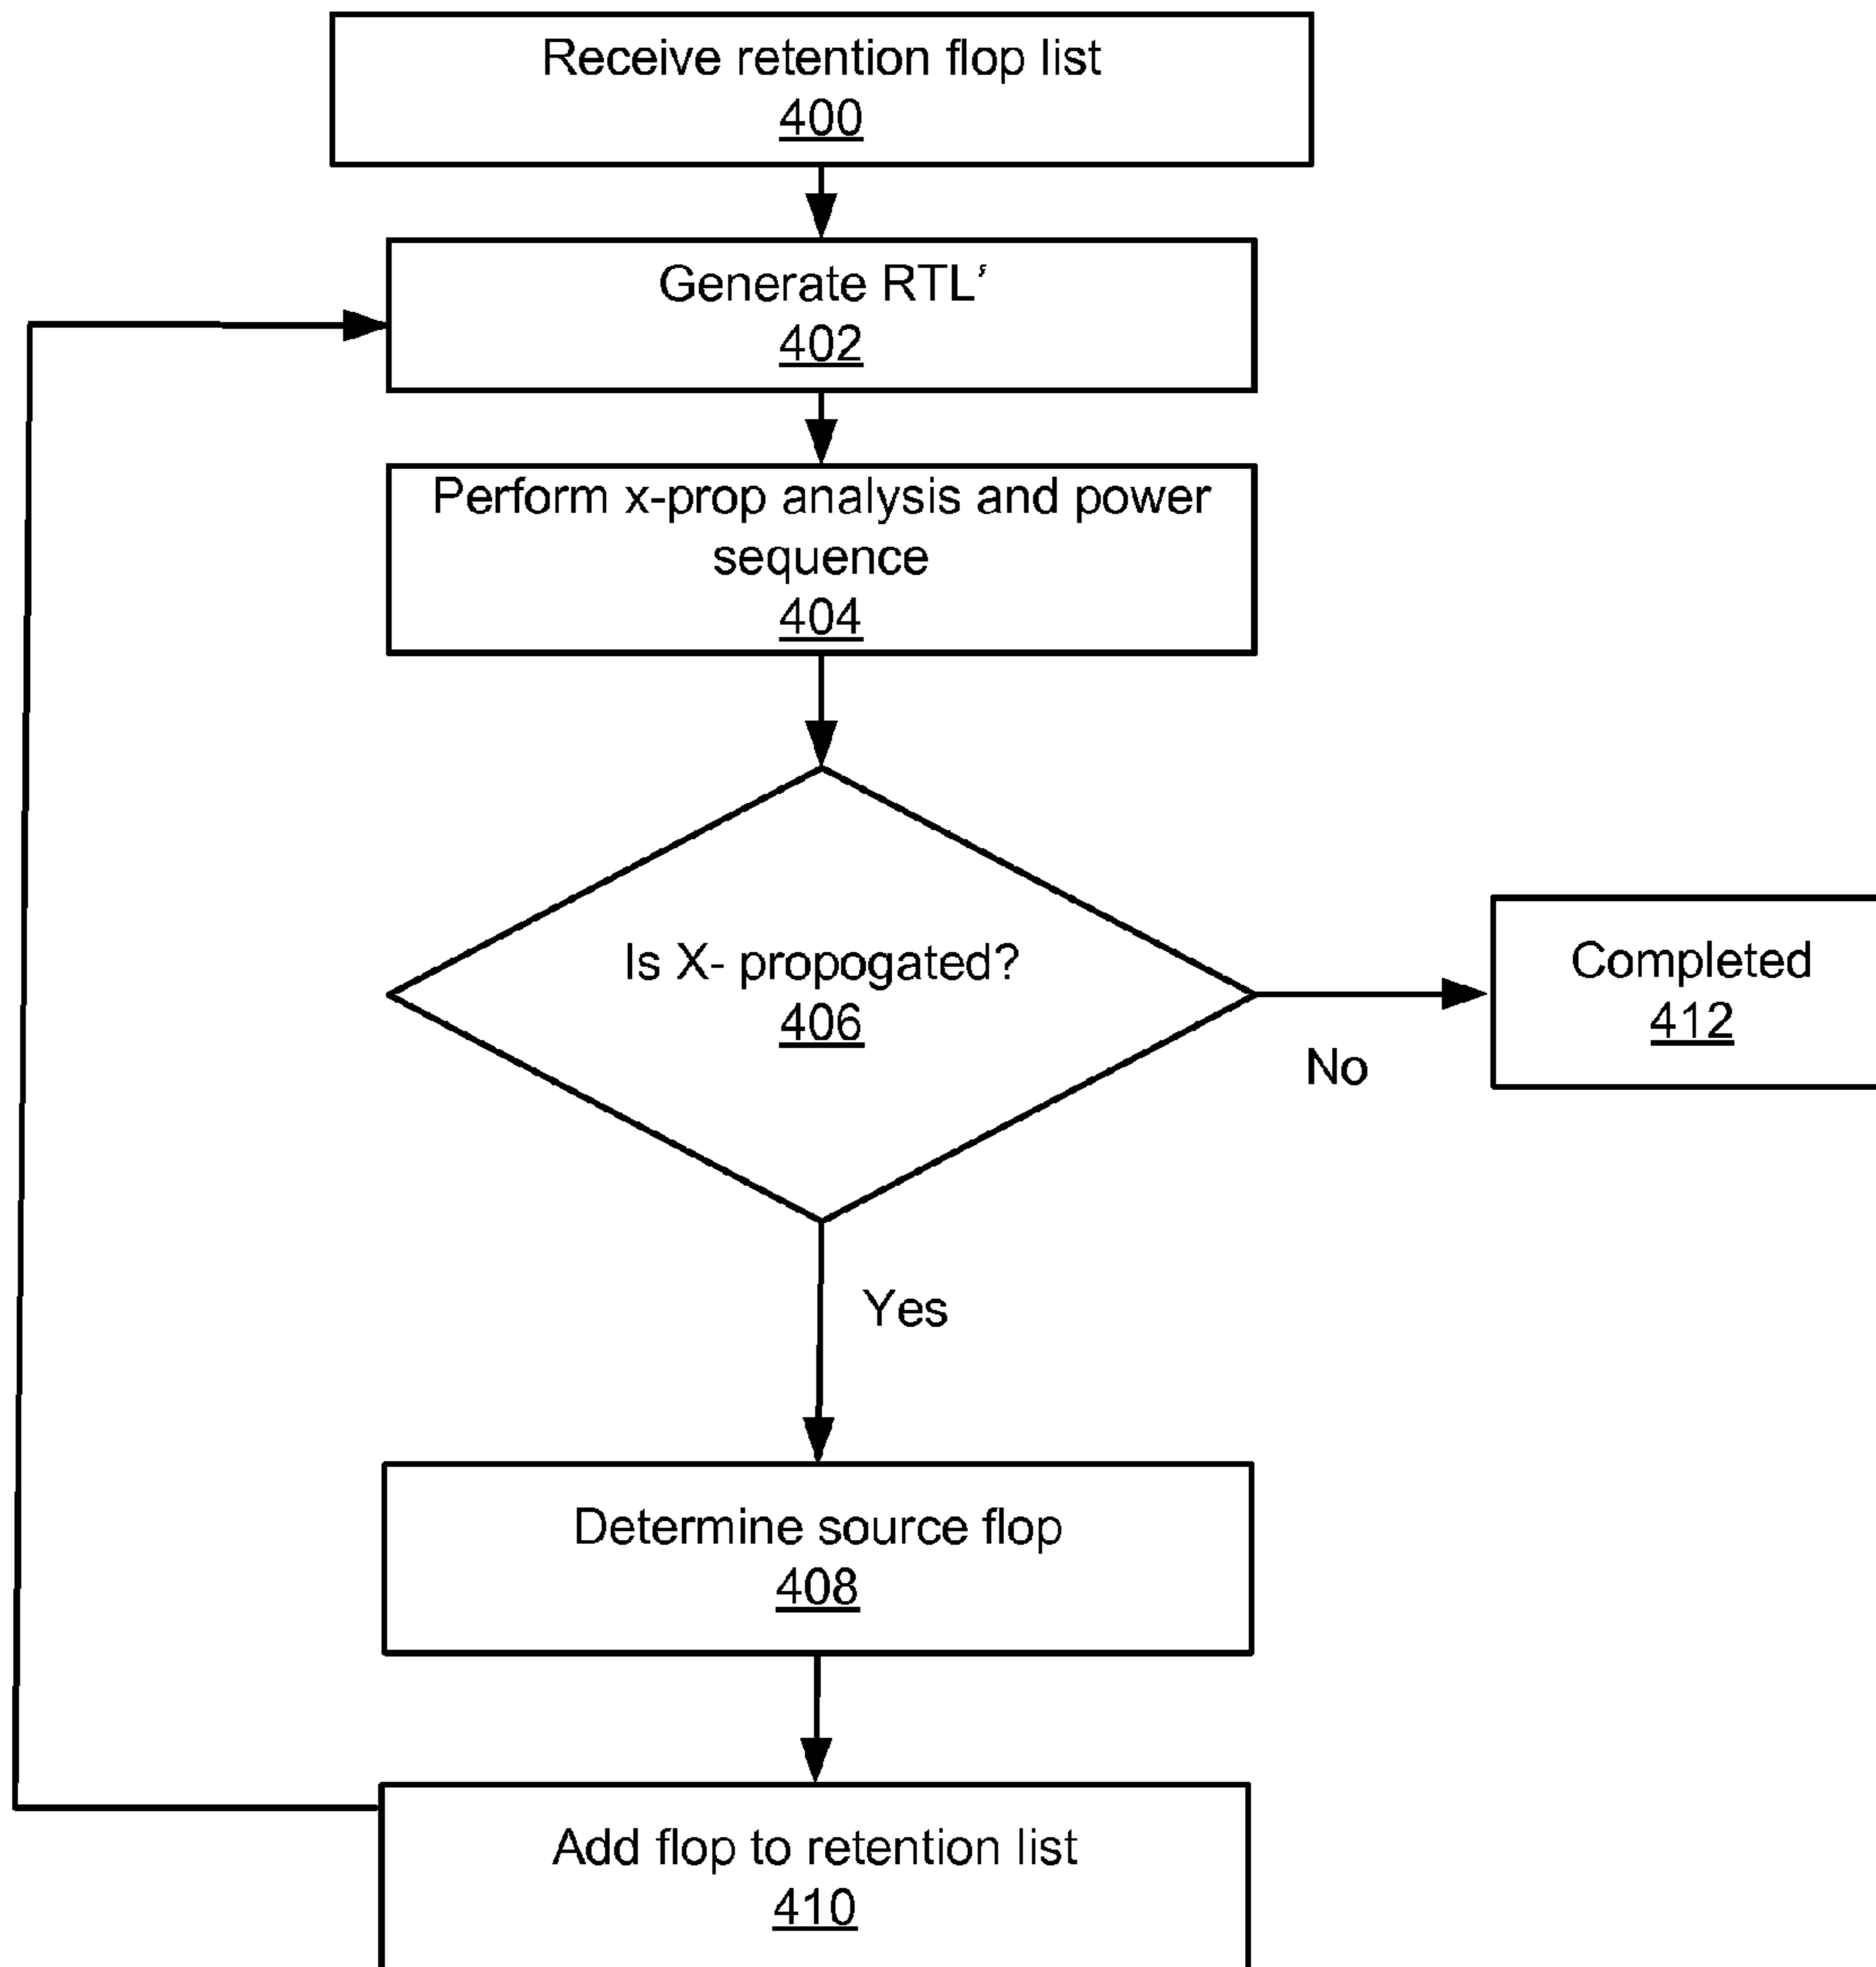 Receive retention flop list
400
Generate RTL’
402
Perform x-prop analysis and power
sequence
404
Is X- propogated?
406
Completed
412
No
Yes
Determine source flop
408
Add flop to retention list
410